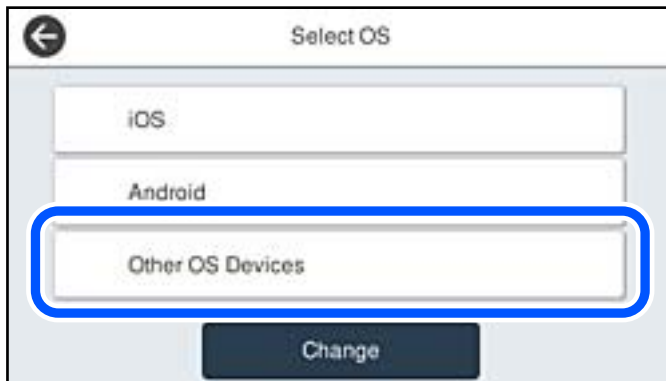 Select OS
iOS
Android
Other OS Devices
Change